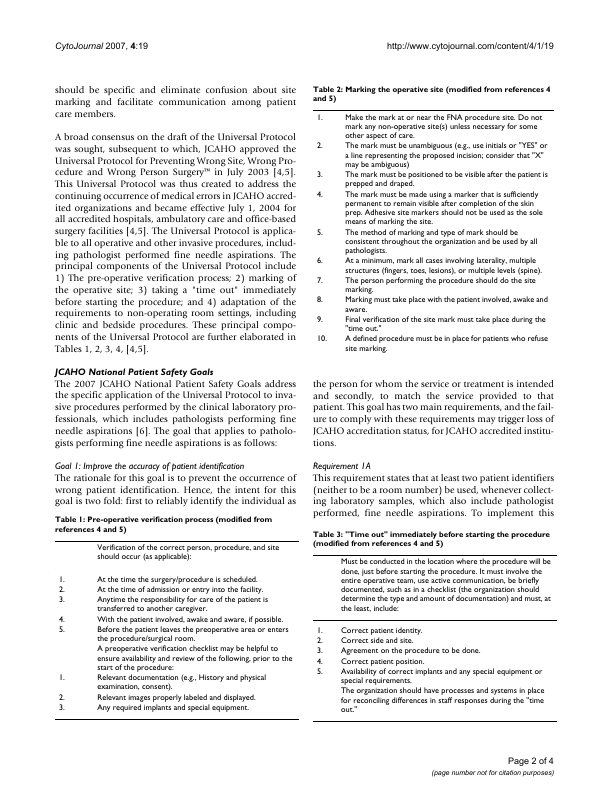 CytoJournal 2007, 4:19
http://www.cytojournal.com/content/4/1/19
should be specific and eliminate confusion about site
marking and facilitate communication among patient
care members.
A broad consensus on the draft of the Universal Protocol
was sought, subsequent to which, JCAHO approved the
Universal Protocol for Preventing Wrong Site, Wrong Pro-
cedure and Wrong Person Surgery™ in July 2003 [4,5].
This Universal Protocol was thus created to address the
continuing occurrence of medical errors in JCAHO accred-
ited organizations and became effective July 1, 2004 for
all accredited hospitals, ambulatory care and office-based
surgery facilities [4,5]. The Universal Protocol is applica-
ble to all operative and other invasive procedures, includ-
ing pathologist performed fine needle aspirations. The
principal components of the Universal Protocol include
1) The pre-operative verification process; 2) marking of
the operative site; 3) taking a "time out" immediately
before starting the procedure; and 4) adaptation of the
requirements to non-operating room settings, including
clinic and bedside procedures. These principal compo-
nents of the Universal Protocol are further elaborated in
Tables 1, 2, 3, 4, [4,5].
JCAHO National Patient Safety Goals
The 2007 JCAHO National Patient Safety Goals address
the specific application of the Universal Protocol to inva-
sive procedures performed by the clinical laboratory pro-
fessionals, which includes pathologists performing fine
needle aspirations [6]. The goal that applies to patholo-
gists performing fine needle aspirations is as follows:
Goal 1: Improve the accuracy of patient identification
The rationale for this goal is to prevent the occurrence of
wrong patient identification. Hence, the intent for this
goal is two fold: first to reliably identify the individual as
Table 1: Pre-operative verification process (modified from
references 4 and 5)
Verification of the correct person, procedure, and site
should occur (as applicable):
1. At the time the surgery/procedure is scheduled.
2. At the time of admission or entry into the facility.
3. Anytime the responsibility for care of the patient is
transferred to another caregiver.
4. With the patient involved, awake and aware, if possible.
5. Before the patient leaves the preoperative area or enters
the procedure/surgical room.
A preoperative verification checklist may be helpful to
ensure availability and review of the following, prior to the
start of the procedure:
1. Relevant documentation (e.g., History and physical
examination, consent).
2. Relevant images properly labeled and displayed.
3. Any required implants and special equipment.
Table 2: Marking the operative site (modified from references 4
and 5)
1. Make the mark at or near the FNA procedure site. Do not
mark any non-operative site(s) unless necessary for some
other aspect of care.
2. The mark must be unambiguous (e.g., use initials or "YES" or
a line representing the proposed incision; consider that "X"
may be ambiguous)
3. The mark must be positioned to be visible after the patient is
prepped and draped.
4. The mark must be made using a marker that is sufficiently
permanent to remain visible after completion of the skin
prep. Adhesive site markers should not be used as the sole
means of marking the site.
5. The method of marking and type of mark should be
consistent throughout the organization and be used by all
pathologists.
6. At a minimum, mark all cases involving laterality, multiple
structures (fingers, toes, lesions), or multiple levels (spine).
7. The person performing the procedure should do the site
marking.
8. Marking must take place with the patient involved, awake and
aware.
9. Final verification of the site mark must take place during the
"time out."
10. A defined procedure must be in place for patients who refuse
site marking.
the person for whom the service or treatment is intended
and secondly, to match the service provided to that
patient. This goal has two main requirements, and the fail-
ure to comply with these requirements may trigger loss of
JCAHO accreditation status, for JCAHO accredited institu-
tions.
Requirement 1A
This requirement states that at least two patient identifiers
(neither to be a room number) be used, whenever collect-
ing laboratory samples, which also include pathologist
performed, fine needle aspirations. To implement this
Table 3: "Time out" immediately before starting the procedure
(modified from references 4 and 5)
Must be conducted in the location where the procedure will be
done, just before starting the procedure. It must involve the
entire operative team, use active communication, be briefly
documented, such as in a checklist (the organization should
determine the type and amount of documentation) and must, at
the least, include:
1. Correct patient identity.
2. Correct side and site.
3. Agreement on the procedure to be done.
4. Correct patient position.
5. Availability of correct implants and any special equipment or
special requirements.
The organization should have processes and systems in place
for reconciling differences in staff responses during the "time
out."
Page 2 of 4
(page number not for citation purposes)